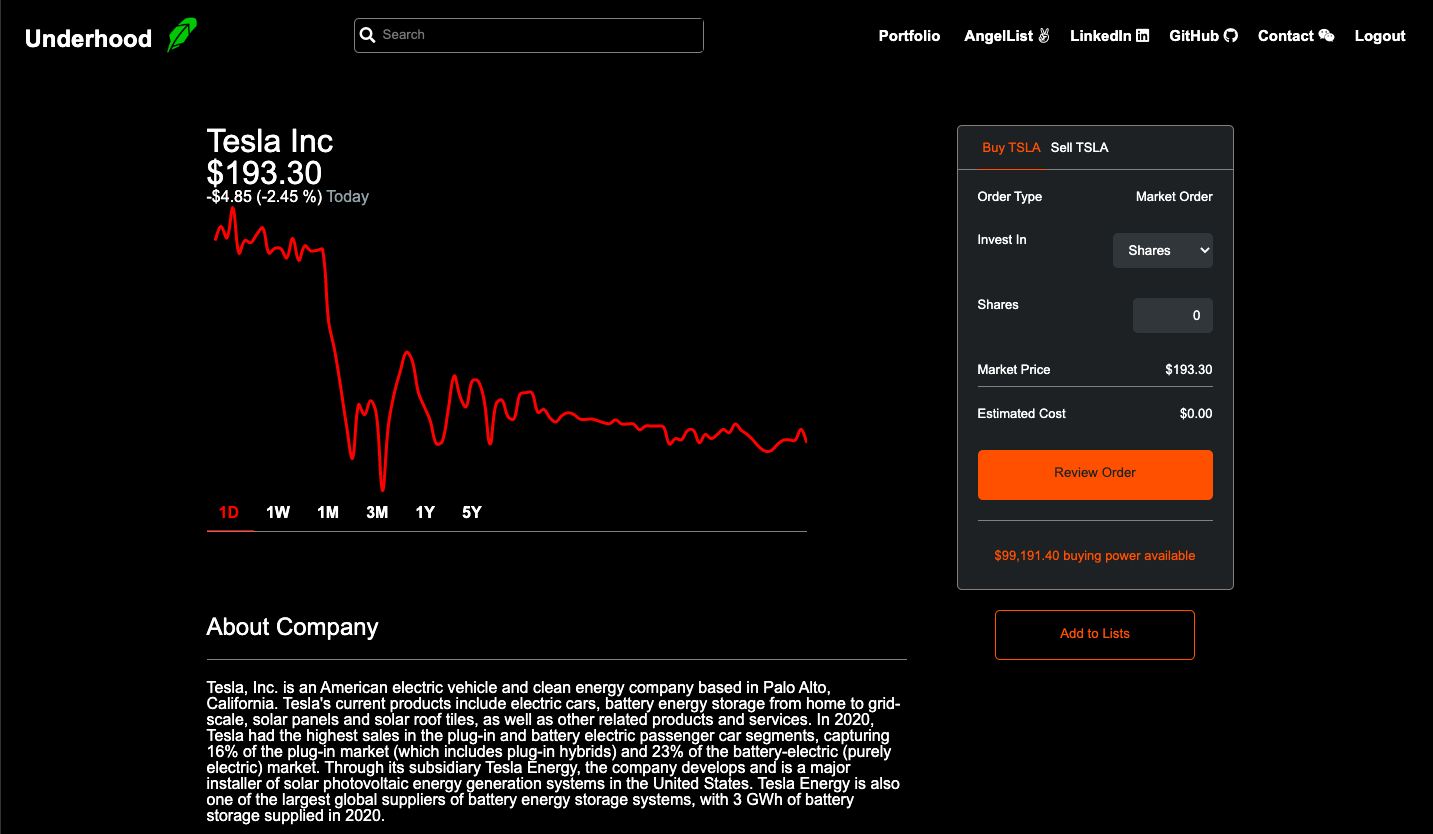 Underhood
Search
Portfolio AngelList LinkedIn GitHub Contact Logout
Tesla Inc
$193.30
-$4.85 (-2.45 %) Today
1D 1W 1M 3M 1Y 5Y
Buy TSLA Sell TSLA
Order Type Market Order
Invest In Shares
Shares 0
Market Price $193.30
Estimated Cost $0.00
Review Order
$99,191.40 buying power available
Add to Lists
About Company
Tesla, Inc. is an American electric vehicle and clean energy company based in Palo Alto,
California. Tesla's current products include electric cars, battery energy storage from home to grid-
scale, solar panels and solar roof tiles, as well as other related products and services. In 2020,
Tesla had the highest sales in the plug-in and battery electric passenger car segments, capturing
16% of the plug-in market (which includes plug-in hybrids) and 23% of the battery-electric (purely
electric) market. Through its subsidiary Tesla Energy, the company develops and is a major
installer of solar photovoltaic energy generation systems in the United States. Tesla Energy is also
one of the largest global suppliers of battery energy storage systems, with 3 GWh of battery
storage supplied in 2020.